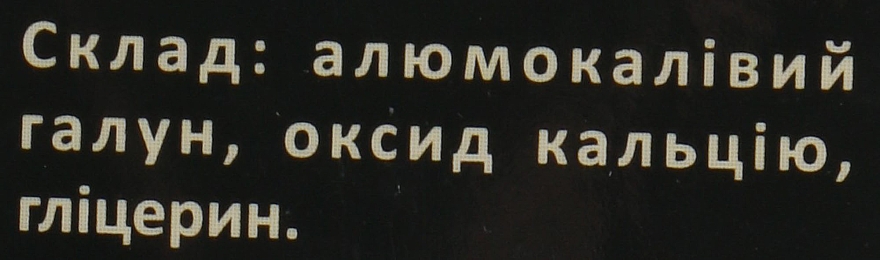 Склад: алюмокалівий
галун, оксид кальцію,
гліцерин.